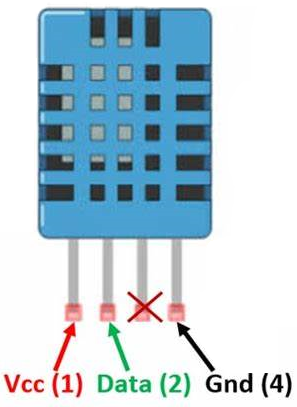 Vcc (1) Data (2) Gnd (4)